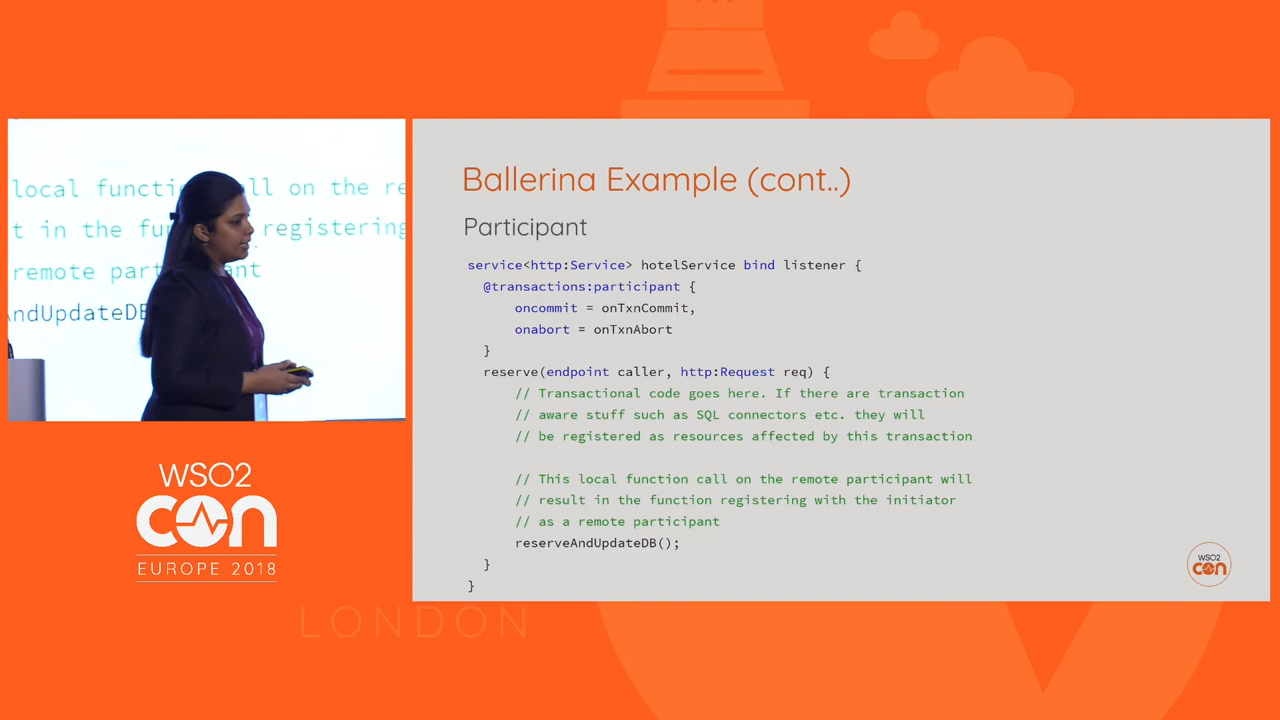 local functi ll on the re
t in the fu registering
remote part ant
AndUpdateDB
WSO2
CON
EUROPE 2018
LONDON
Ballerina Example (cont..)
Participant
service<http:Service> hotelService bind listener {
@transactions:participant {
oncommit = onTxnCommit,
onabort = onTxnAbort
}
reserve(endpoint caller, http:Request req) {
// Transactional code goes here. If there are transaction
// aware stuff such as SQL connectors etc. they will
// be registered as resources affected by this transaction
// This local function call on the remote participant will
// result in the function registering with the initiator
// as a remote participant
reserveAndUpdateDB();
}
}
WSO2
CON